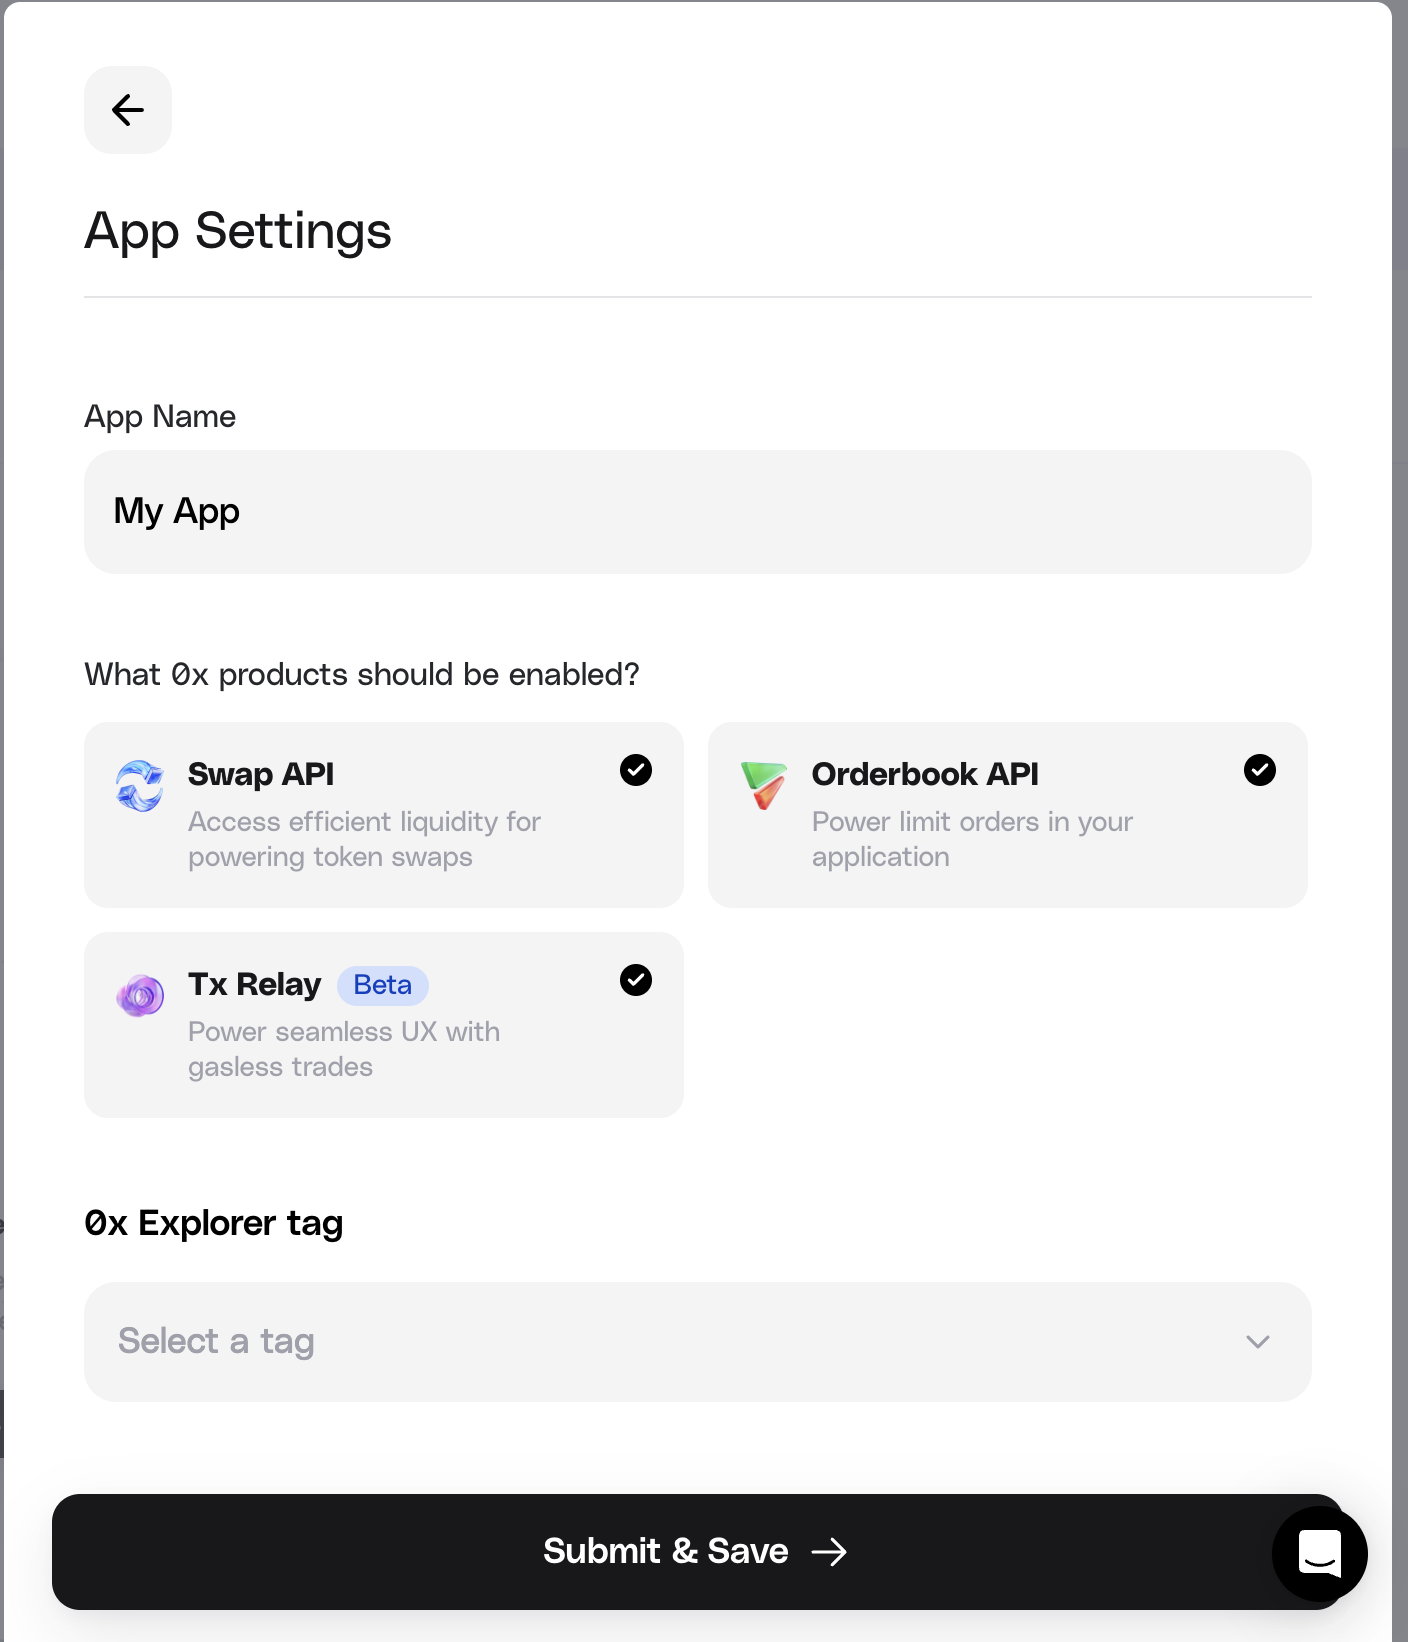 App Settings
App Name
My App
What 0x products should be enabled?
Swap API
Access efficient liquidity for
powering token swaps
Orderbook API
Power limit orders in your
application
Tx Relay Beta
Power seamless UX with
gasless trades
0x Explorer tag
Select a tag
Submit & Save